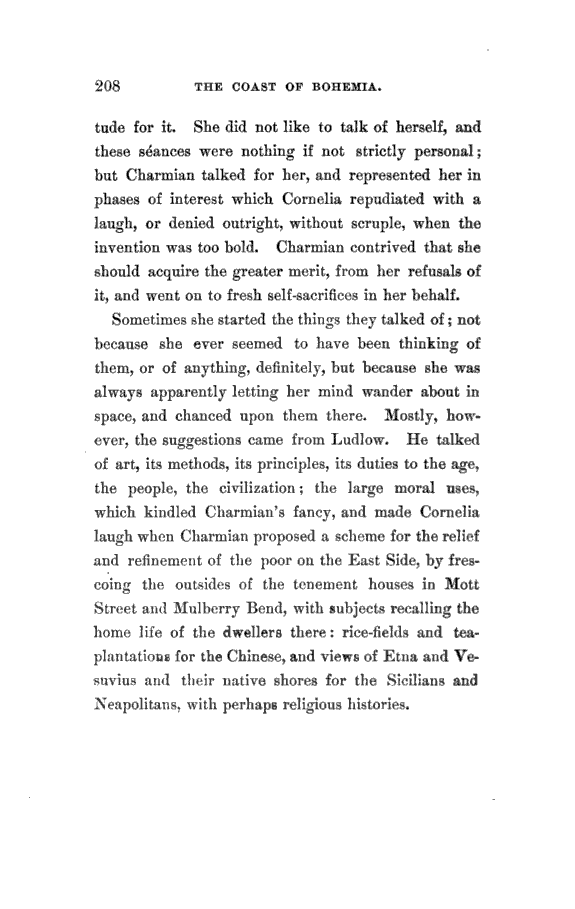 208 THE COAST OF BOHEMIA.
tude for it. She did not like to talk of herself, and
these séances were nothing if not strictly personal;
but Charmian talked for her, and represented her in
phases of interest which Cornelia repudiated with a
laugh, or denied outright, without scruple, when the
invention was too bold. Charmian contrived that she
should acquire the greater merit, from her refusals of
it, and went on to fresh self-sacrifices in her behalf.
Sometimes she started the things they talked of; not
because she ever seemed to have been thinking of
them, or of anything, definitely, but because she was
always apparently letting her mind wander about in
space, and chanced upon them there. Mostly, how-
ever, the suggestions came from Ludlow. He talked
of art, its methods, its principles, its duties to the age,
the people, the civilization; the large moral uses,
which kindled Charmian's fancy, and made Cornelia
laugh when Charmian proposed a scheme for the relief
and refinement of the poor on the East Side, by fres-
coing the outsides of the tenement houses in Mott
Street and Mulberry Bend, with subjects recalling the
home life of the dwellers there: rice-fields and tea-
plantations for the Chinese, and views of Etna and Ve-
suvius and their native shores for the Sicilians and
Neapolitans, with perhaps religious histories.